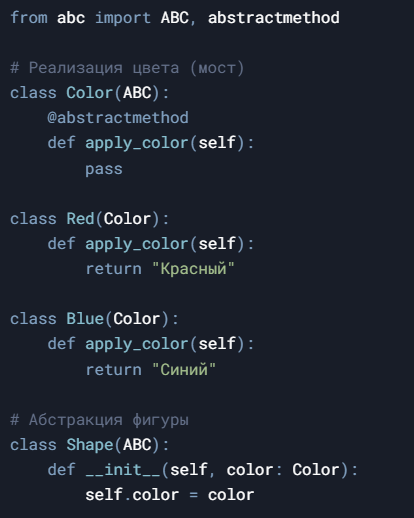 from abc import ABC, abstractmethod

# Реализация цвета (мост)
class Color(ABC):
    @abstractmethod
    def apply_color(self):
        pass

class Red(Color):
    def apply_color(self):
        return "Красный"

class Blue(Color):
    def apply_color(self):
        return "Синий"

# Абстракция фигуры
class Shape(ABC):
    def __init__(self, color: Color):
        self.color = color